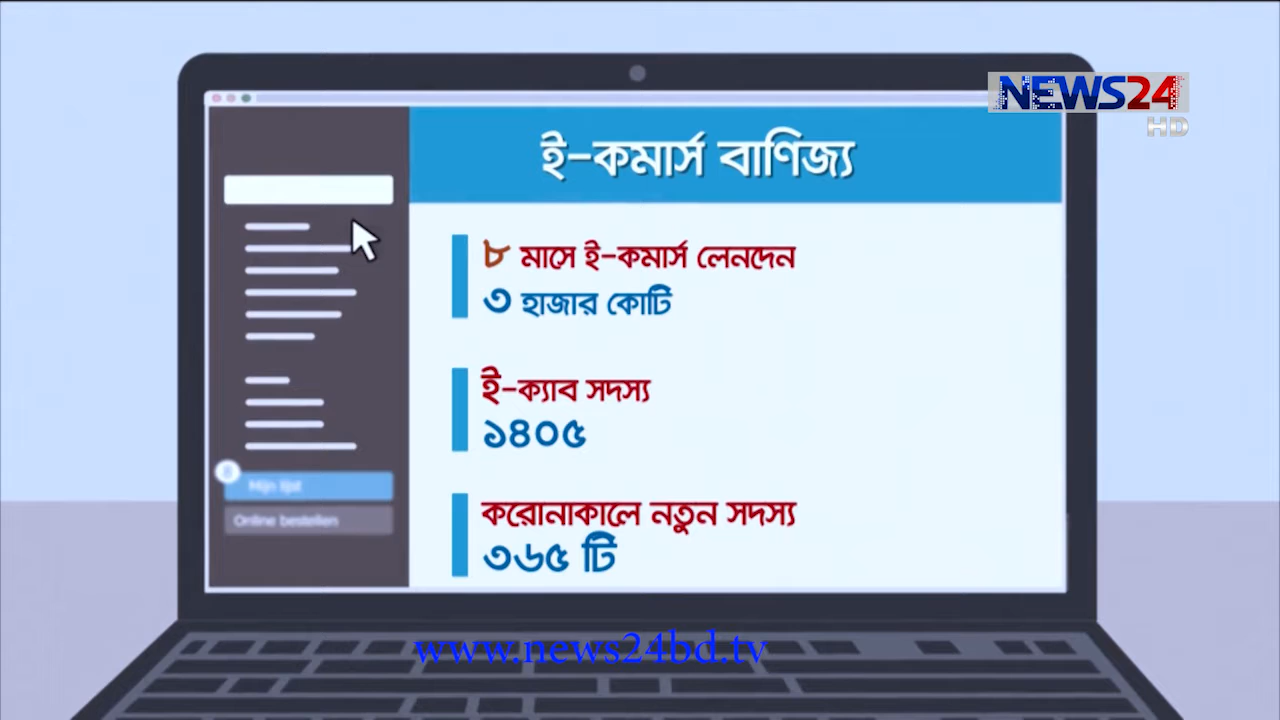 NEWS24
HD
ই-কমার্স বাণিজ্য
৮ মাসে ই-কমার্স লেনদেন
৩ হাজার কোটি
ই-ক্যাব সদস্য
১৪০৫
করোনাকালে নতুন সদস্য
৩৬৫ টি
Mijn lijst
Online bestellen
www.news24bd.tv